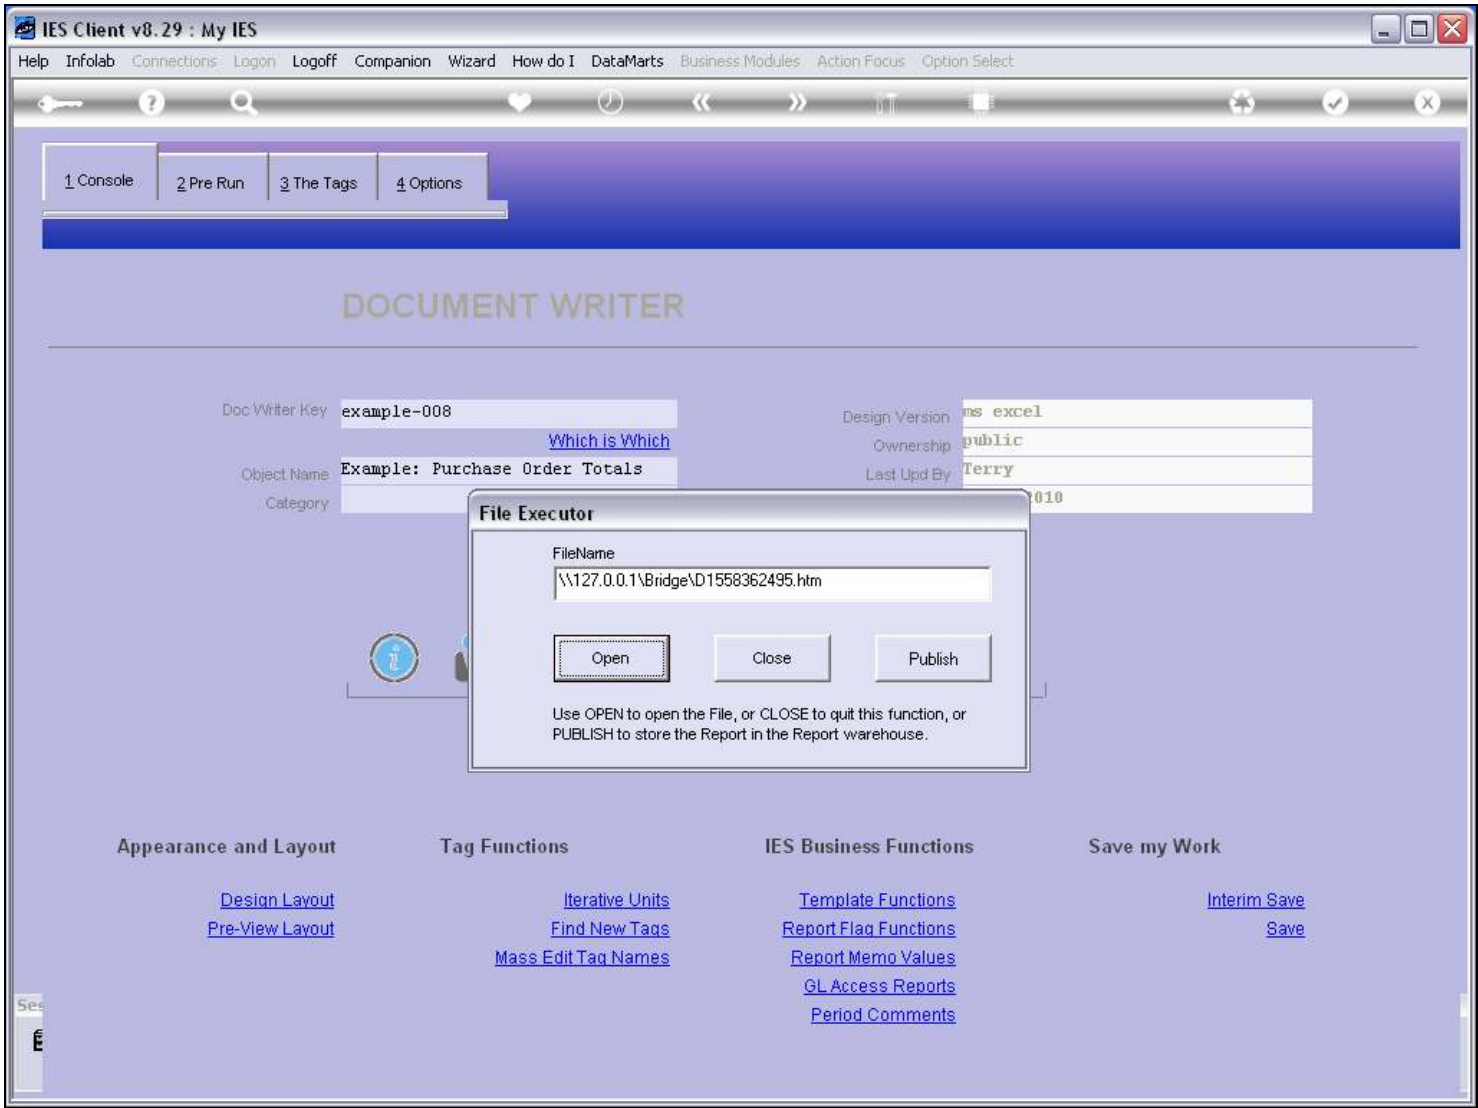 IES Client v8.29 : My IES
Help Infolab Connections Logon Logoff Companion Wizard How do I DataMarts Business Modules Action Focus Option Select
1 Console 2 Pre Run 3 The Tags 4 Options
DOCUMENT WRITER
Doc Writer Key example-008
Which is Which
Object Name Example: Purchase Order Totals
Category
Design Version ms excel
Ownership public
Last Upd By Terry
2010
File Executor
FileName
\\127.0.0.1\Bridge\D1558362495.htm
Open Close Publish
Use OPEN to open the File, or CLOSE to quit this function, or
PUBLISH to store the Report in the Report warehouse.
Appearance and Layout Tag Functions IES Business Functions Save my Work
Design Layout Iterative Units Template Functions Interim Save
Pre-View Layout Find New Tags Report Flag Functions Save
Mass Edit Tag Names Report Memo Values
GL Access Reports
Period Comments
Ses